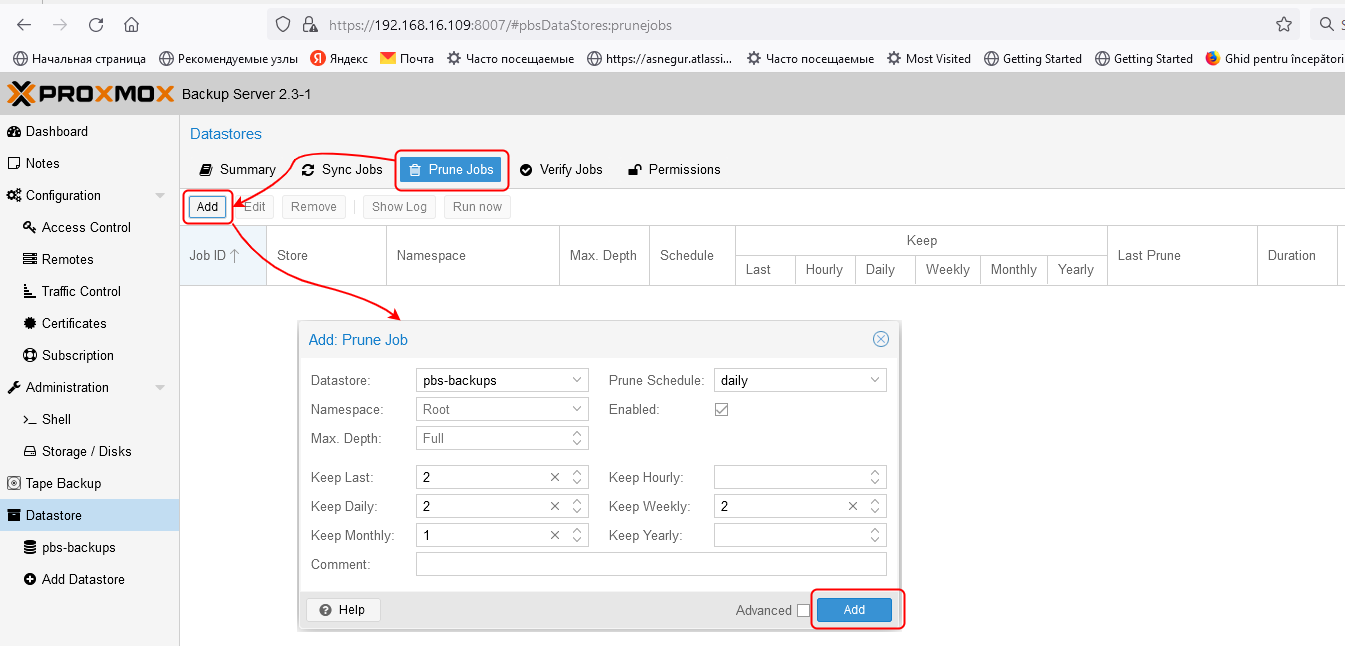 https://192.168.16.109:8007/#pbsDataStores:prunejobs
Начальная страница Рекомендуемые узлы Яндекс Почта Часто посещаемые https://asnegur.atlassi... Часто посещаемые Most Visited Getting Started Getting Started Ghid pentru începători
PROXMOX Backup Server 2.3-1
Dashboard
Notes
Configuration
Access Control
Remotes
Traffic Control
Certificates
Subscription
Administration
Shell
Storage / Disks
Tape Backup
Datastore
pbs-backups
Add Datastore
Datastores
Summary Sync Jobs Prune Jobs Verify Jobs Permissions
Add Edit Remove Show Log Run now
Job ID Store Namespace Max. Depth Schedule Keep Last Prune Duration
Last Hourly Daily Weekly Monthly Yearly
Add: Prune Job
Datastore: pbs-backups Prune Schedule: daily
Namespace: Root Enabled:
Max. Depth: Full
Keep Last: 2 Keep Hourly:
Keep Daily: 2 Keep Weekly: 2
Keep Monthly: 1 Keep Yearly:
Comment:
Help Advanced Add